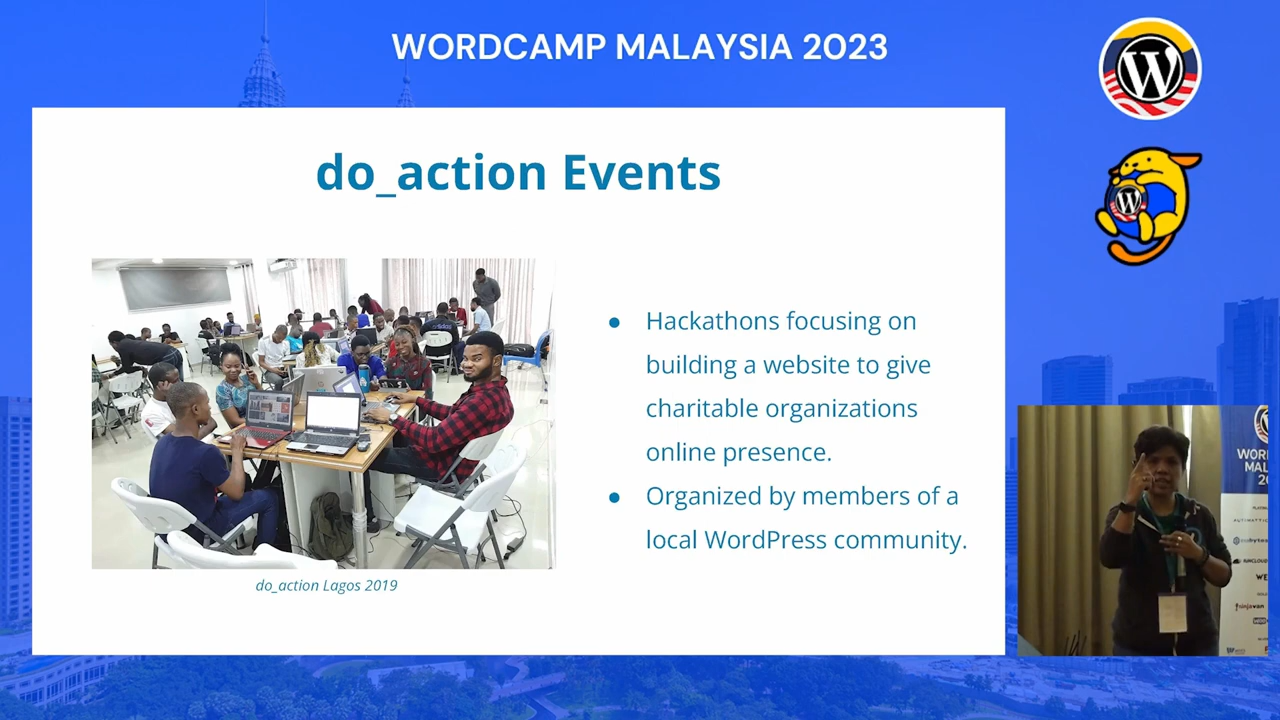 WORDCAMP MALAYSIA 2023
do_action Events
● Hackathons focusing on
building a website to give
charitable organizations
online presence.
● Organized by members of a
local WordPress community.
do_action Lagos 2019